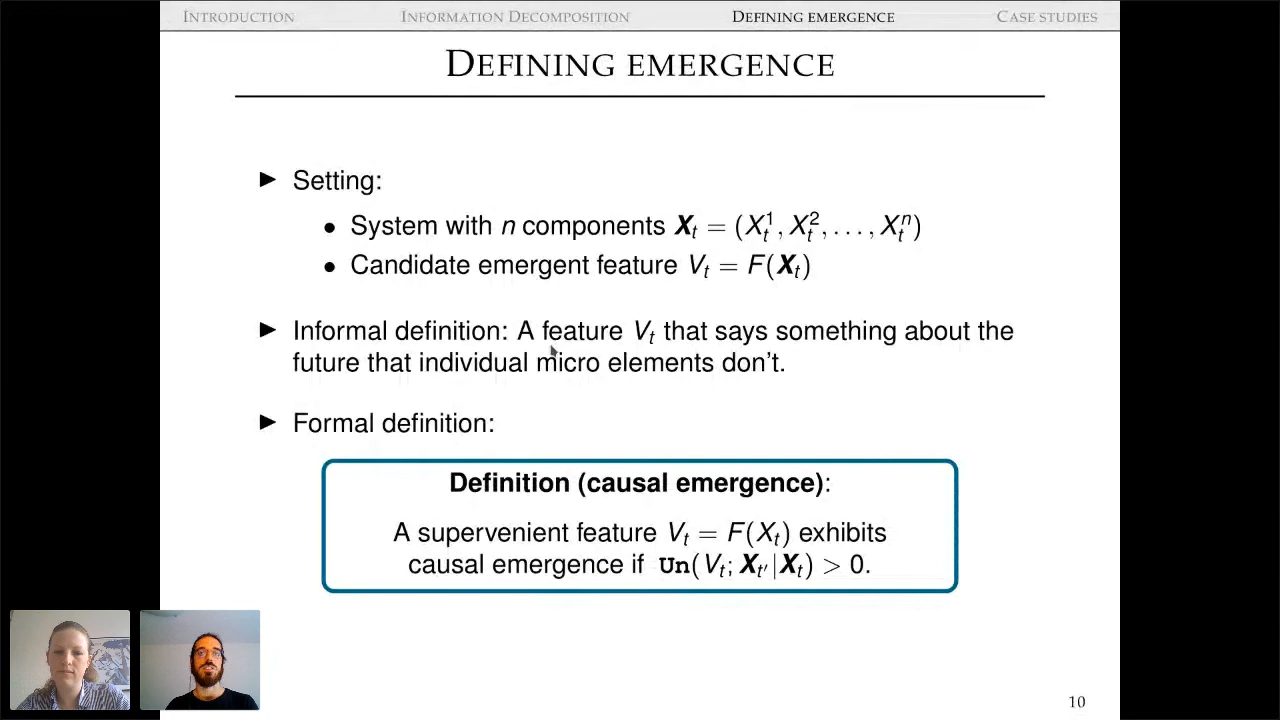 INTRODUCTION
INFORMATION DECOMPOSITION
DEFINING EMERGENCE
CASE STUDIES
DEFINING EMERGENCE
▶ Setting:
• System with n components X_t = (X_t^1, X_t^2, ..., X_t^n)
• Candidate emergent feature V_t = F(X_t)
▶ Informal definition: A feature V_t that says something about the
future that individual micro elements don't.
▶ Formal definition:
Definition (causal emergence):
A supervenient feature V_t = F(X_t) exhibits
causal emergence if Un(V_t; X_t'|X_t) > 0.
10